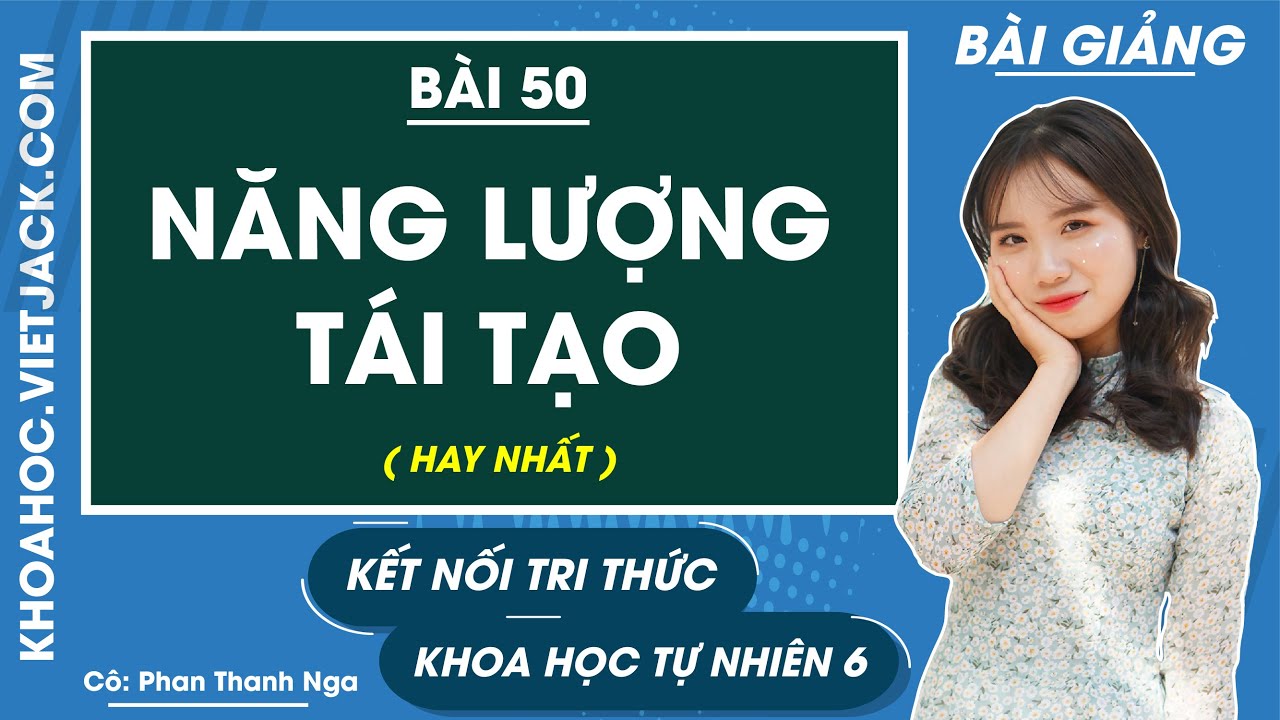 KHOAHOC.VIETJACK.COM
BÀI GIẢNG
BÀI 50
NĂNG LƯỢNG
TÁI TẠO
( HAY NHẤT )
KẾT NỐI TRI THỨC
KHOA HỌC TỰ NHIÊN 6
Cô: Phan Thanh Nga